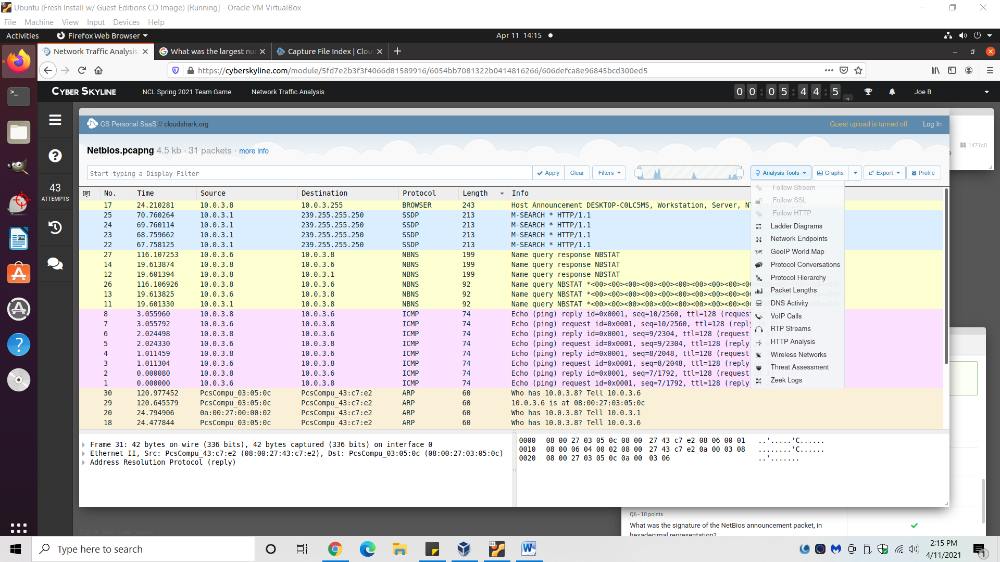 Ubuntu (Fresh Install w/ Guest Editions CD Image) [Running] - Oracle VM VirtualBox
File Machine View Input Devices Help
Activities Firefox Web Browser Apr 11 14:15
Network Traffic Analysis What was the largest nu Capture File Index | Clou
https://cyberskyline.com/module/5fd7e2b3f3f4066d81589916/6054bb7081322b0414816266/606defca8e96845bcd300ed5
CYBER SKYLINE NCL Spring 2021 Team Game Network Traffic Analysis 0 0 : 0 5 : 4 4 : 5 Joe B
CS Personal SaaS // cloudshark.org Guest upload is turned off Log In
Netbios.pcapng 4.5 kb · 31 packets · more info
1471c0
Start typing a Display Filter Apply Clear Filters Analysis Tools Graphs Export Profile
Follow Stream
Follow SSL
Follow HTTP
Ladder Diagrams
Network Endpoints
GeoIP World Map
Protocol Conversations
Protocol Hierarchy
Packet Lengths
DNS Activity
VoIP Calls
RTP Streams
HTTP Analysis
Wireless Networks
Threat Assessment
Zeek Logs
43
ATTEMPTS
No. Time Source Destination Protocol Length Info
17 24.210281 10.0.3.8 10.0.3.255 BROWSER 243 Host Announcement DESKTOP-C0LC5MS, Workstation, Server, NT Workstation
25 70.760264 10.0.3.1 239.255.255.250 SSDP 213 M-SEARCH * HTTP/1.1
24 69.760114 10.0.3.1 239.255.255.250 SSDP 213 M-SEARCH * HTTP/1.1
23 68.759662 10.0.3.1 239.255.255.250 SSDP 213 M-SEARCH * HTTP/1.1
22 67.758125 10.0.3.1 239.255.255.250 SSDP 213 M-SEARCH * HTTP/1.1
27 116.107253 10.0.3.6 10.0.3.8 NBNS 199 Name query response NBSTAT
14 19.613874 10.0.3.8 10.0.3.6 NBNS 199 Name query response NBSTAT
12 19.601394 10.0.3.8 10.0.3.1 NBNS 199 Name query response NBSTAT
26 116.106926 10.0.3.8 10.0.3.6 NBNS 92 Name query NBSTAT *<00><00><00><00><00><00><00><00><00><00>
13 19.613825 10.0.3.6 10.0.3.8 NBNS 92 Name query NBSTAT *<00><00><00><00><00><00><00><00><00><00>
11 19.601330 10.0.3.1 10.0.3.8 NBNS 92 Name query NBSTAT *<00><00><00><00><00><00><00><00><00><00>
8 3.055960 10.0.3.8 10.0.3.6 ICMP 74 Echo (ping) reply id=0x0001, seq=10/2560, ttl=128 (request
7 3.055792 10.0.3.6 10.0.3.8 ICMP 74 Echo (ping) request id=0x0001, seq=10/2560, ttl=128 (reply
6 2.024498 10.0.3.8 10.0.3.6 ICMP 74 Echo (ping) reply id=0x0001, seq=9/2304, ttl=128 (request
5 2.024330 10.0.3.6 10.0.3.8 ICMP 74 Echo (ping) request id=0x0001, seq=9/2304, ttl=128 (reply
4 1.011459 10.0.3.8 10.0.3.6 ICMP 74 Echo (ping) reply id=0x0001, seq=8/2048, ttl=128 (request
3 1.011304 10.0.3.6 10.0.3.8 ICMP 74 Echo (ping) request id=0x0001, seq=8/2048, ttl=128 (reply
2 0.000080 10.0.3.8 10.0.3.6 ICMP 74 Echo (ping) reply id=0x0001, seq=7/1792, ttl=128 (request
1 0.000000 10.0.3.6 10.0.3.8 ICMP 74 Echo (ping) request id=0x0001, seq=7/1792, ttl=128 (reply
30 120.977452 PcsCompu_03:05:0c PcsCompu_43:c7:e2 ARP 60 Who has 10.0.3.8? Tell 10.0.3.6
29 120.645579 PcsCompu_03:05:0c PcsCompu_43:c7:e2 ARP 60 10.0.3.6 is at 08:00:27:03:05:0c
20 24.794906 0a:00:27:00:00:02 PcsCompu_43:c7:e2 ARP 60 Who has 10.0.3.8? Tell 10.0.3.1
18 24.477844 PcsCompu_03:05:0c PcsCompu_43:c7:e2 ARP 60 Who has 10.0.3.8? Tell 10.0.3.6
Frame 31: 42 bytes on wire (336 bits), 42 bytes captured (336 bits) on interface 0
Ethernet II, Src: PcsCompu_43:c7:e2 (08:00:27:43:c7:e2), Dst: PcsCompu_03:05:0c (08:00:27:03:05:0c)
Address Resolution Protocol (reply)
0000 08 00 27 03 05 0c 08 00 27 43 c7 e2 08 06 00 01 ..'.....'C......
0010 08 00 06 04 00 02 08 00 27 43 c7 e2 0a 00 03 08 ........'C......
0020 08 00 27 03 05 0c 0a 00 03 06 ..'.......
Q6 - 10 points
What was the signature of the NetBios announcement packet, in
hexadecimal representation?
© 2014 - 2021 Cyber Skyline
Type here to search
64
2:15 PM
4/11/2021
1